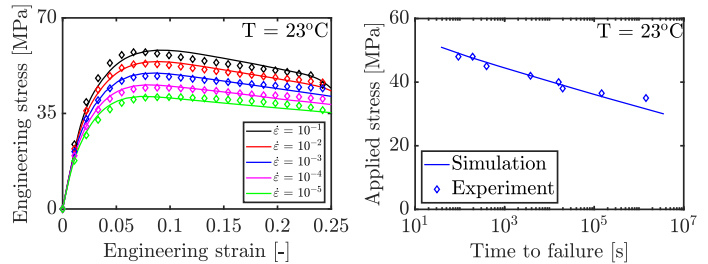 T = 23°C
70
35
0
Engineering stress [MPa]
ε̇ = 10⁻¹
ε̇ = 10⁻²
ε̇ = 10⁻³
ε̇ = 10⁻⁴
ε̇ = 10⁻⁵
0 0.05 0.1 0.15 0.2 0.25
Engineering strain [-]
T = 23°C
60
40
20
0
Applied stress [MPa]
Simulation
Experiment
10¹ 10³ 10⁵ 10⁷
Time to failure [s]